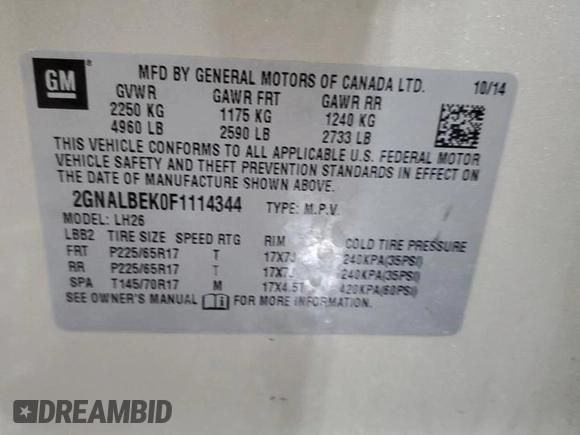 GM ®
MFD BY GENERAL MOTORS OF CANADA LTD. 10/14
GVWR GAWR FRT GAWR RR
2250 KG 1175 KG 1240 KG
4960 LB 2590 LB 2733 LB
THIS VEHICLE CONFORMS TO ALL APPLICABLE U.S. FEDERAL MOTOR
VEHICLE SAFETY AND THEFT PREVENTION STANDARDS IN EFFECT ON
THE DATE OF MANUFACTURE SHOWN ABOVE.
2GNALBEK0F1114344 TYPE: M.P.V.
MODEL: LH26
LBB2 TIRE SIZE SPEED RTG RIM COLD TIRE PRESSURE
FRT P225/65R17 T 17X7J 240KPA(35PSI)
RR P225/65R17 T 17X7J 240KPA(35PSI)
SPA T145/70R17 M 17X4.5T 420KPA(60PSI)
SEE OWNER'S MANUAL i FOR MORE INFORMATION.
DREAMBID